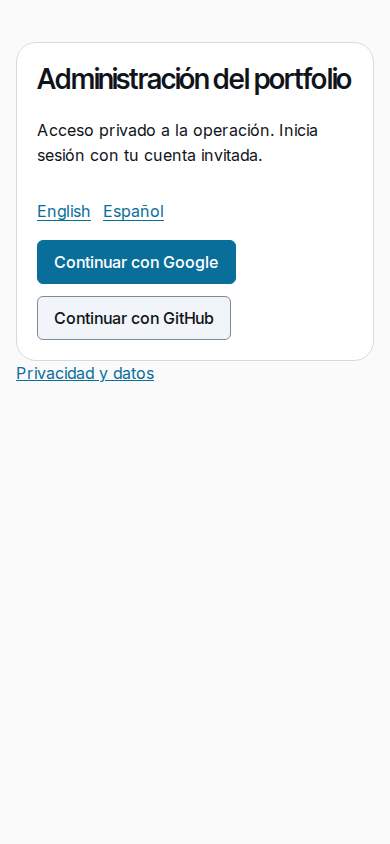 Administración del portfolio
Acceso privado a la operación. Inicia
sesión con tu cuenta invitada.
English Español
Continuar con Google
Continuar con GitHub
Privacidad y datos